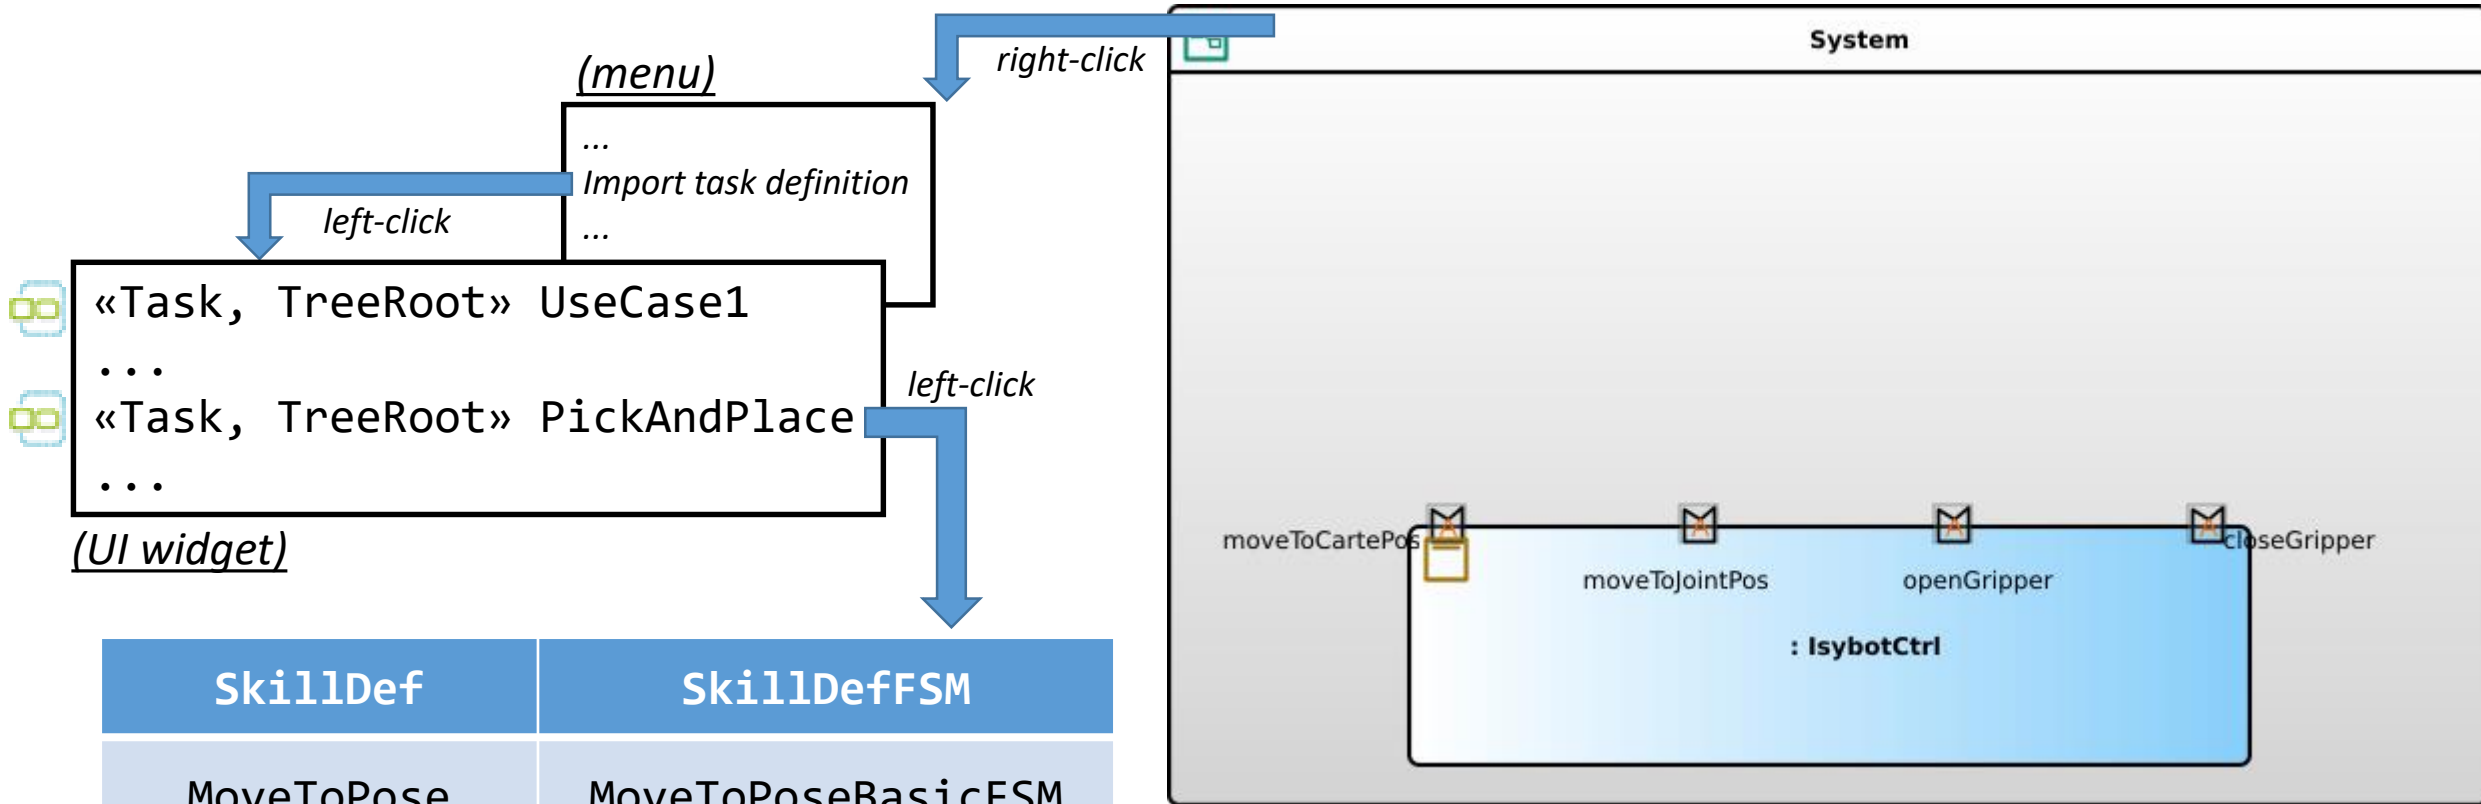 (menu)
right-click
System
...
Import task definition
...
left-click
«Task, TreeRoot» UseCase1
...
«Task, TreeRoot» PickAndPlace
...
left-click
(UI widget)
moveToCartePos
moveToJointPos
openGripper
closeGripper
: IsybotCtrl
SkillDef SkillDefFSM
MoveToPose MoveToPoseBasicFSM